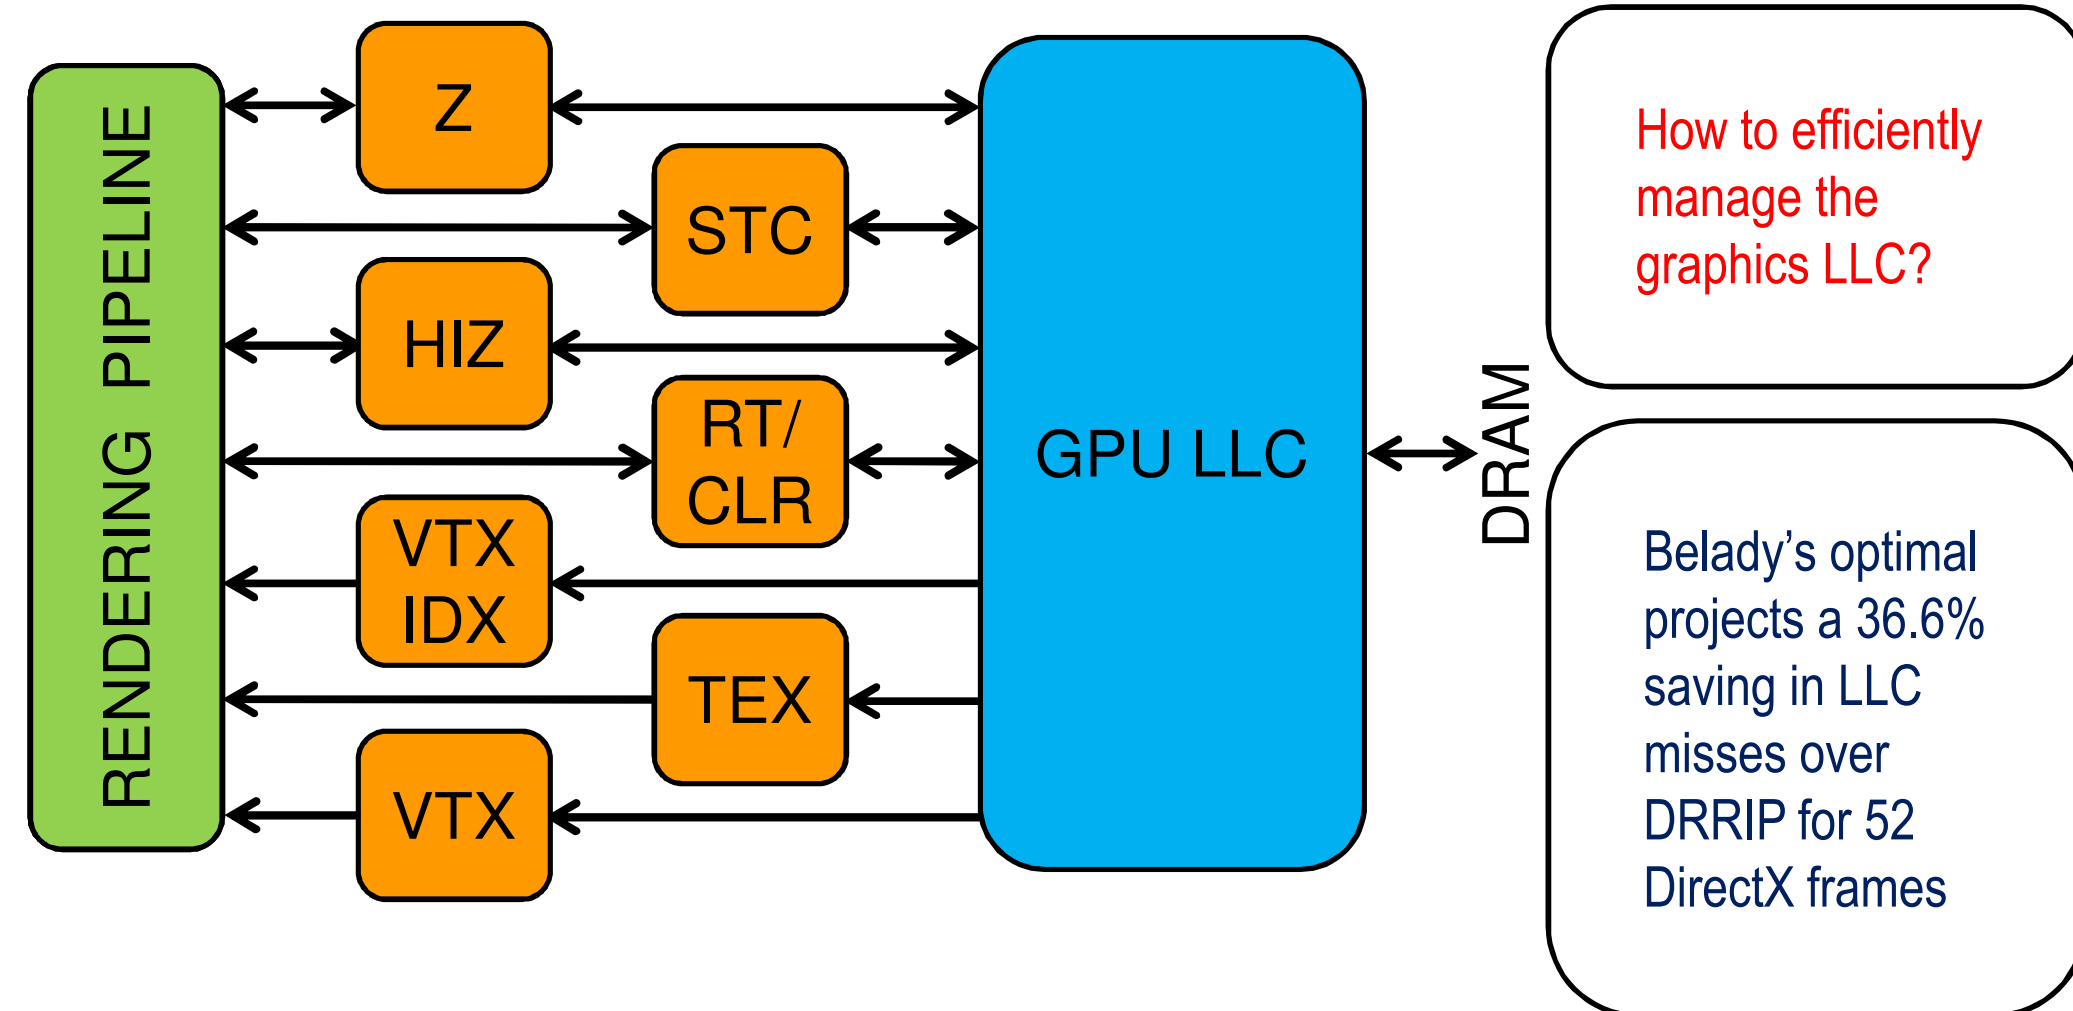 RENDERING PIPELINE
Z
STC
HIZ
RT/
CLR
VTX
IDX
TEX
VTX
GPU LLC
DRAM
How to efficiently
manage the
graphics LLC?
Belady’s optimal
projects a 36.6%
saving in LLC
misses over
DRRIP for 52
DirectX frames